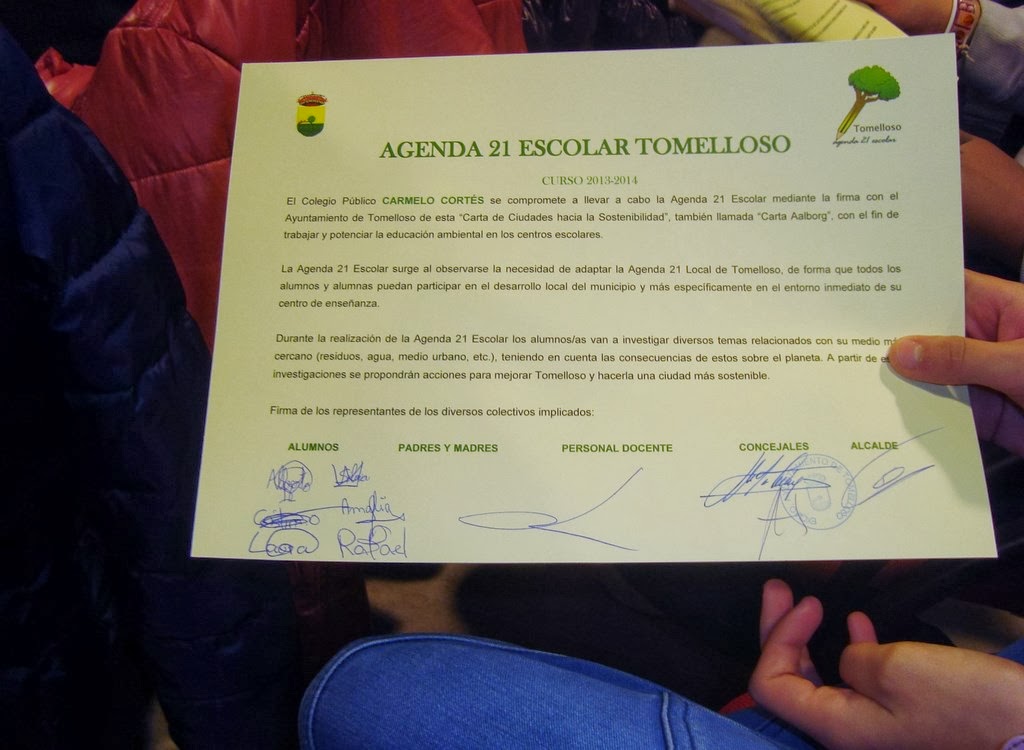 Tomelloso
agenda 21 escolar
AGENDA 21 ESCOLAR TOMELLOSO
CURSO 2013-2014
El Colegio Público CARMELO CORTÉS se compromete a llevar a cabo la Agenda 21 Escolar mediante la firma con el
Ayuntamiento de Tomelloso de esta “Carta de Ciudades hacia la Sostenibilidad”, también llamada “Carta Aalborg”, con el fin de
trabajar y potenciar la educación ambiental en los centros escolares.
La Agenda 21 Escolar surge al observarse la necesidad de adaptar la Agenda 21 Local de Tomelloso, de forma que todos los
alumnos y alumnas puedan participar en el desarrollo local del municipio y más específicamente en el entorno inmediato de su
centro de enseñanza.
Durante la realización de la Agenda 21 Escolar los alumnos/as van a investigar diversos temas relacionados con su medio
cercano (residuos, agua, medio urbano, etc.), teniendo en cuenta las consecuencias de estos sobre el planeta. A partir de
investigaciones se propondrán acciones para mejorar Tomelloso y hacerla una ciudad más sostenible.
Firma de los representantes de los diversos colectivos implicados:
ALUMNOS PADRES Y MADRES PERSONAL DOCENTE CONCEJALES ALCALDE
Amalia
Laura Rafael